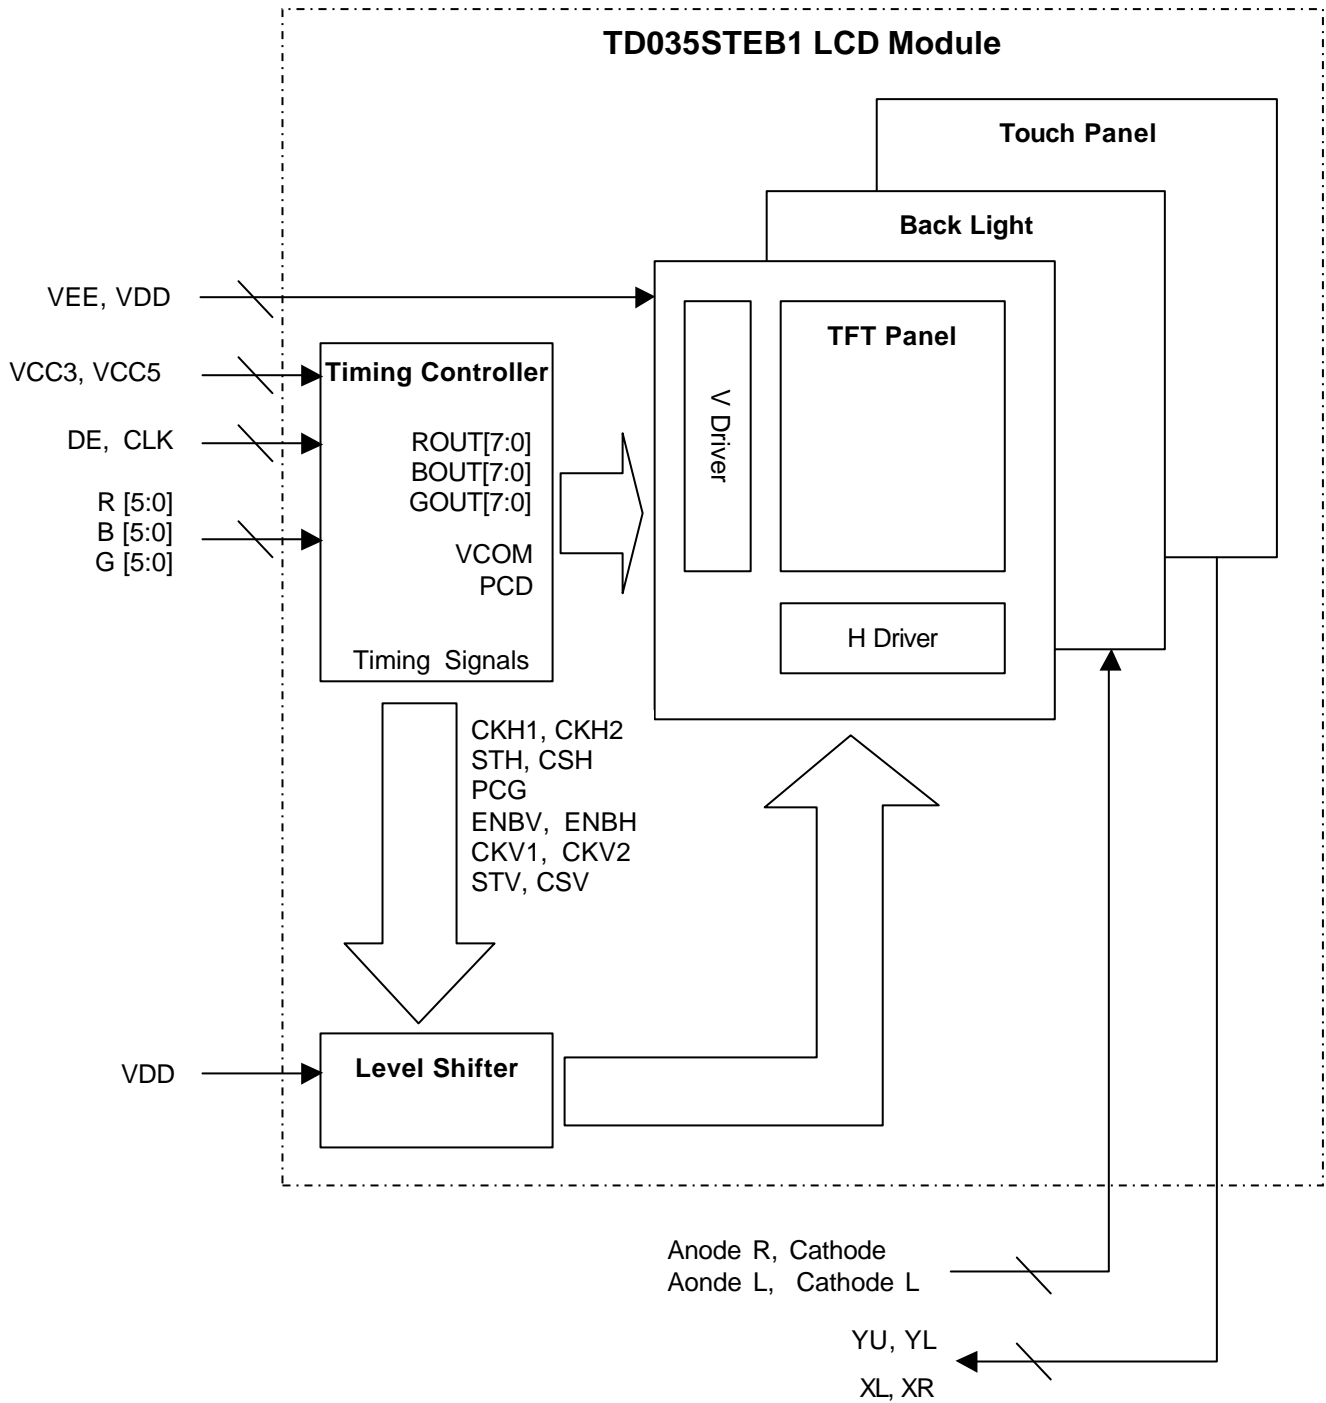 TD035STEB1 LCD Module
Touch Panel
Back Light
VEE, VDD
TFT Panel
V Driver
H Driver
VCC3, VCC5
Timing Controller
DE, CLK
ROUT[7:0]
BOUT[7:0]
GOUT[7:0]
R [5:0]
B [5:0]
G [5:0]
VCOM
PCD
Timing Signals
CKH1, CKH2
STH, CSH
PCG
ENBV, ENBH
CKV1, CKV2
STV, CSV
VDD
Level Shifter
Anode R, Cathode
Aonde L, Cathode L
YU, YL
XL, XR